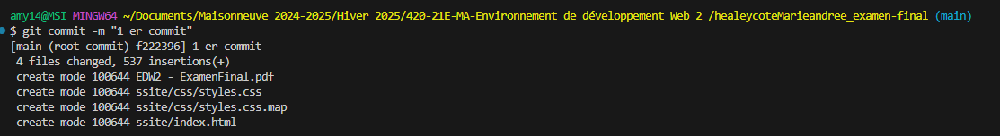 amy14@MSI MINGW64 ~/Documents/Maisonneuve 2024-2025/Hiver 2025/420-21E-MA-Environnement de développement Web 2 /healeycoteMarieandree_examen-final (main)
$ git commit -m "1 er commit"
[main (root-commit) f222396] 1 er commit
 4 files changed, 537 insertions(+)
 create mode 100644 EDW2 - ExamenFinal.pdf
 create mode 100644 ssite/css/styles.css
 create mode 100644 ssite/css/styles.css.map
 create mode 100644 ssite/index.html